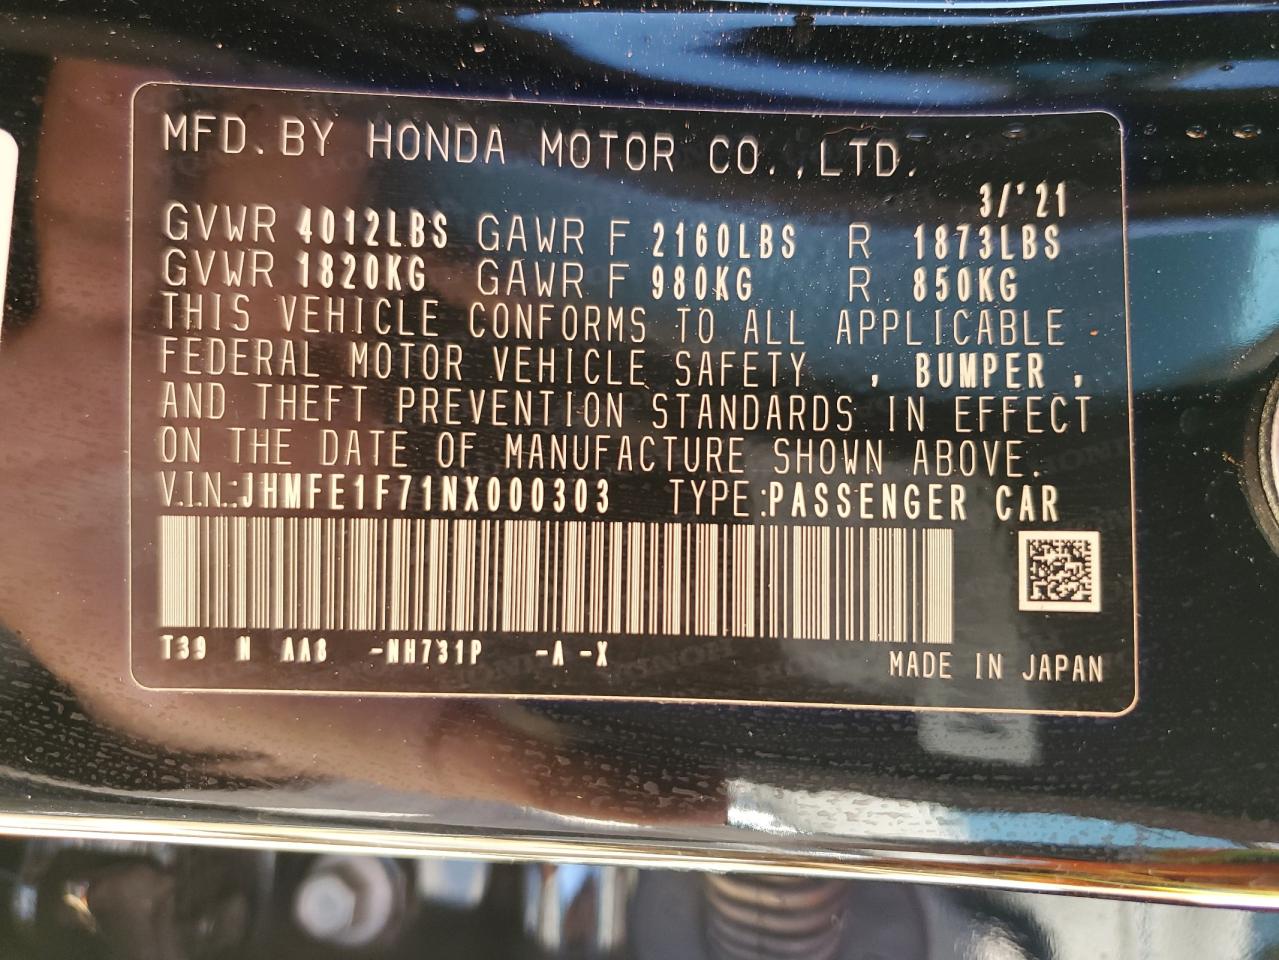 MFD. BY HONDA MOTOR CO., LTD.
3/'21
GVWR 4012LBS GAWR F 2160LBS R 1873LBS
GVWR 1820KG GAWR F 980KG R 850KG
THIS VEHICLE CONFORMS TO ALL APPLICABLE
FEDERAL MOTOR VEHICLE SAFETY , BUMPER ,
AND THEFT PREVENTION STANDARDS IN EFFECT
ON THE DATE OF MANUFACTURE SHOWN ABOVE.
V.I.N.:JHMFE1F71NX000303 TYPE:PASSENGER CAR
T39 N AA8 -NH731P -A -X
MADE IN JAPAN